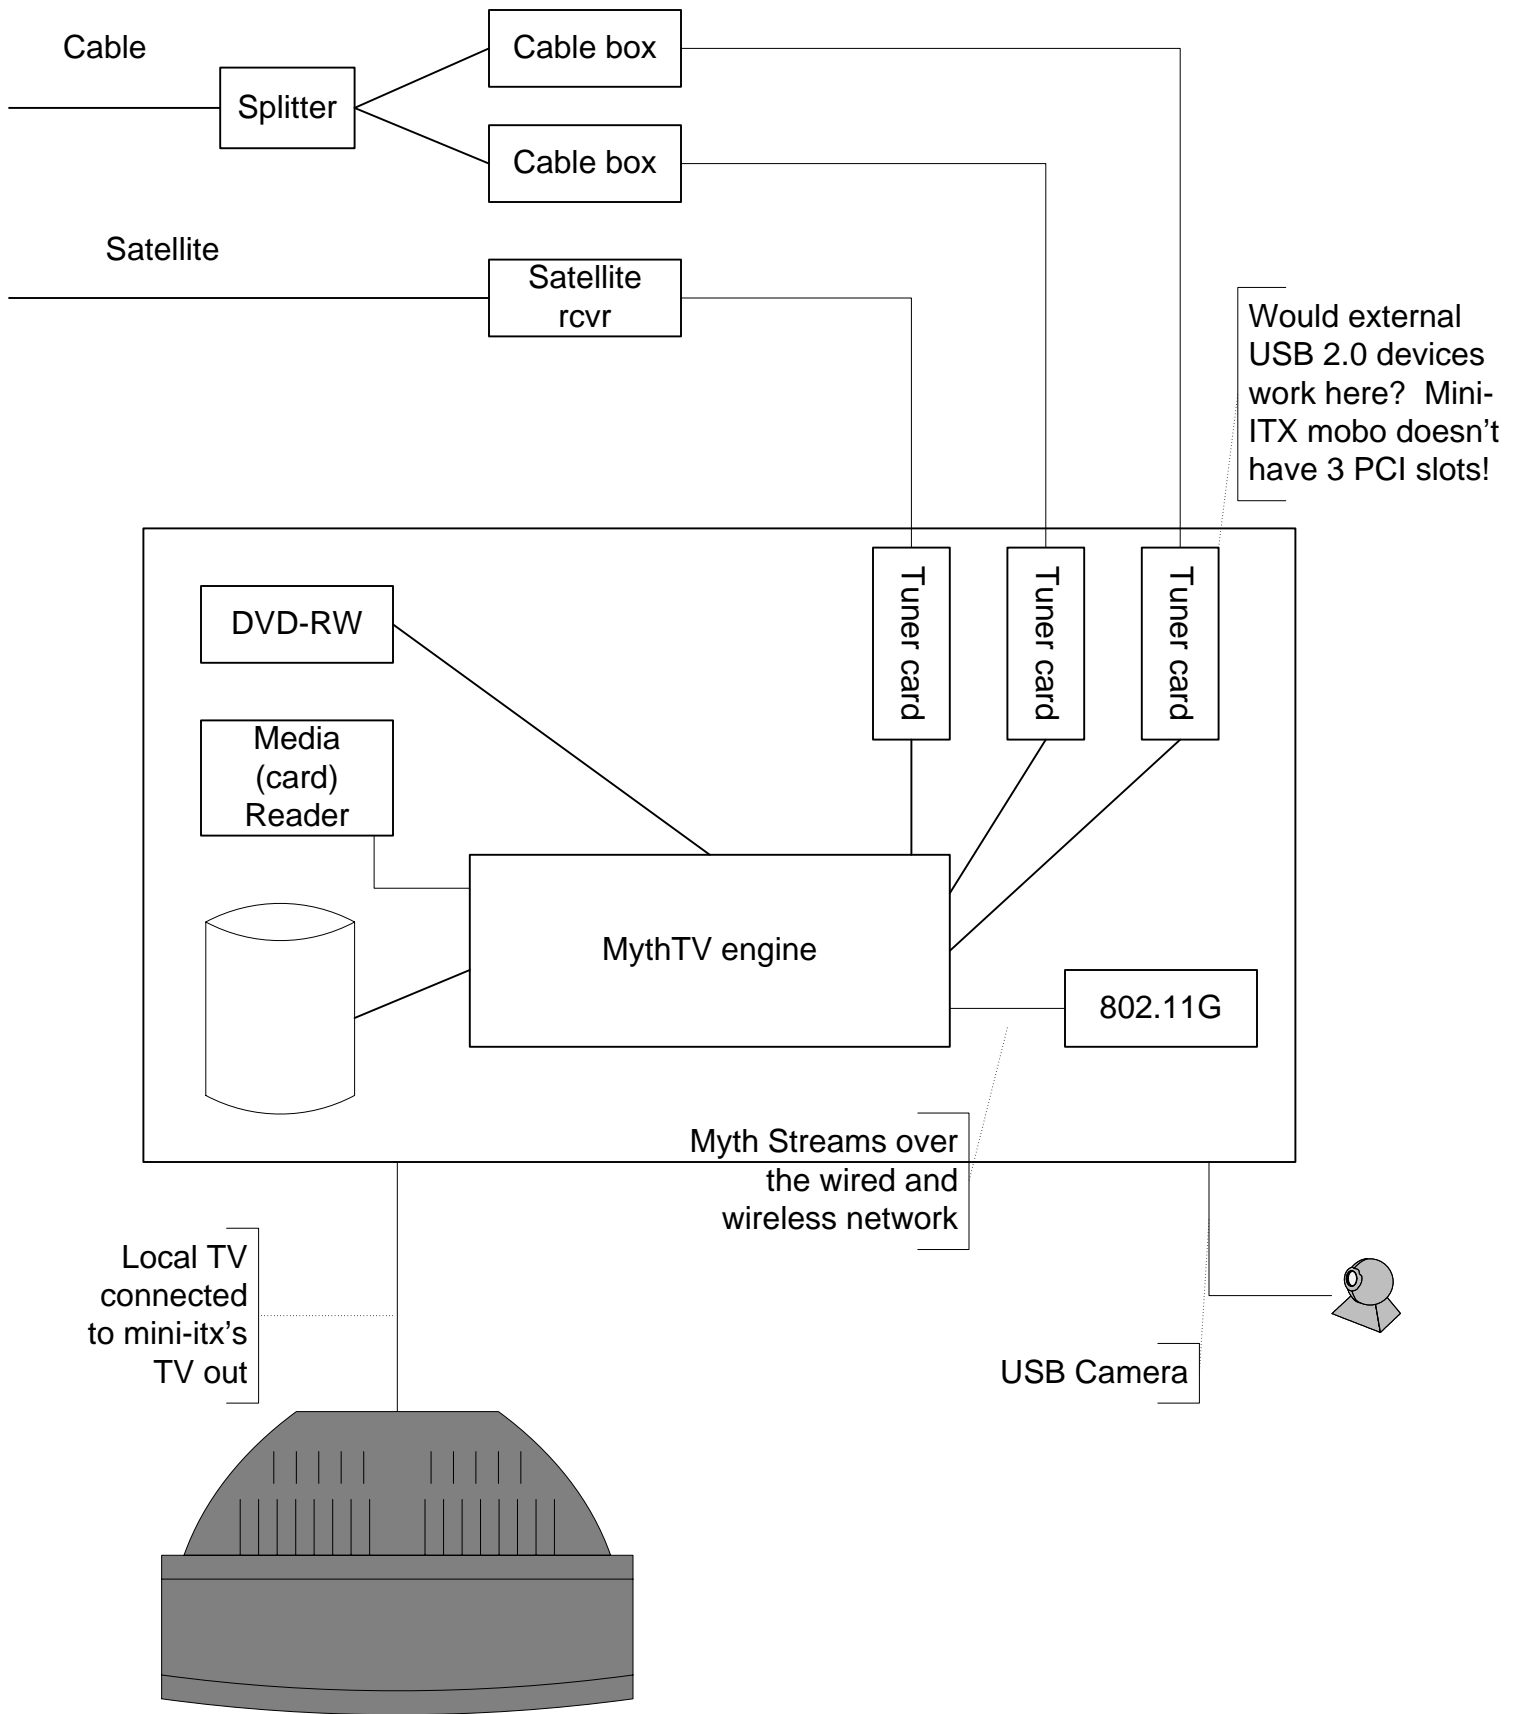 Cable
Cable box
Splitter
Cable box
Satellite
Satellite
rcvr
Would external
USB 2.0 devices
work here?  Mini-
ITX mobo doesn't
have 3 PCI slots!
Tuner card
Tuner card
Tuner card
DVD-RW
Media
(card)
Reader
MythTV engine
802.11G
Myth Streams over
the wired and
wireless network
Local TV
connected
to mini-itx's
TV out
USB Camera